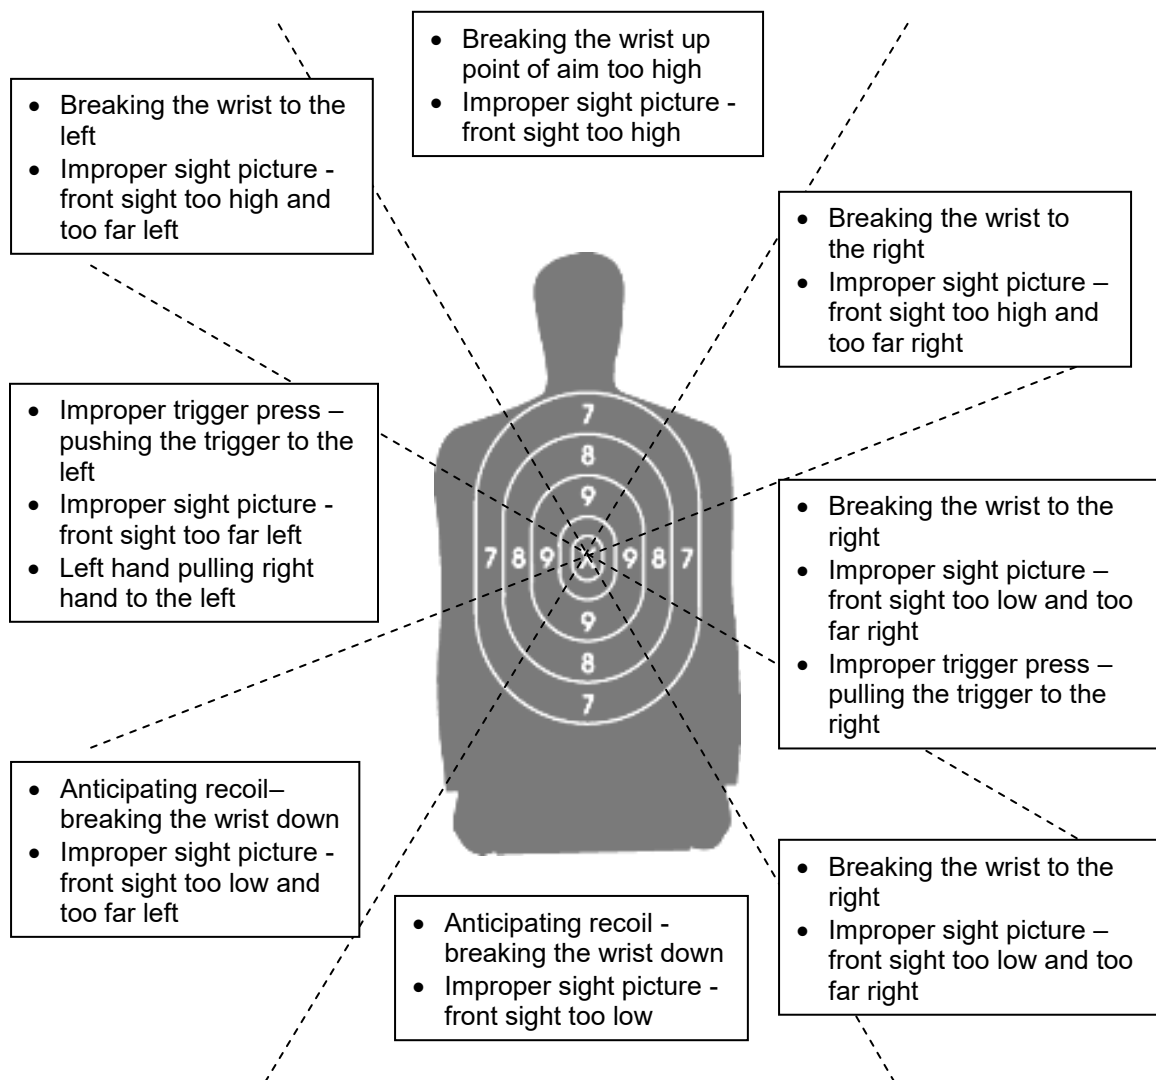 • Breaking the wrist up
point of aim too high
• Improper sight picture -
front sight too high
• Breaking the wrist to the
left
• Improper sight picture -
front sight too high and
too far left
• Breaking the wrist to
the right
• Improper sight picture –
front sight too high and
too far right
• Improper trigger press –
pushing the trigger to the
left
• Improper sight picture -
front sight too far left
• Left hand pulling right
hand to the left
7
8
9
7 8 9 X 9 8 7
9
8
7
• Breaking the wrist to the
right
• Improper sight picture –
front sight too low and too
far right
• Improper trigger press –
pulling the trigger to the
right
• Anticipating recoil–
breaking the wrist down
• Improper sight picture -
front sight too low and
too far left
• Anticipating recoil -
breaking the wrist down
• Improper sight picture -
front sight too low
• Breaking the wrist to the
right
• Improper sight picture –
front sight too low and too
far right